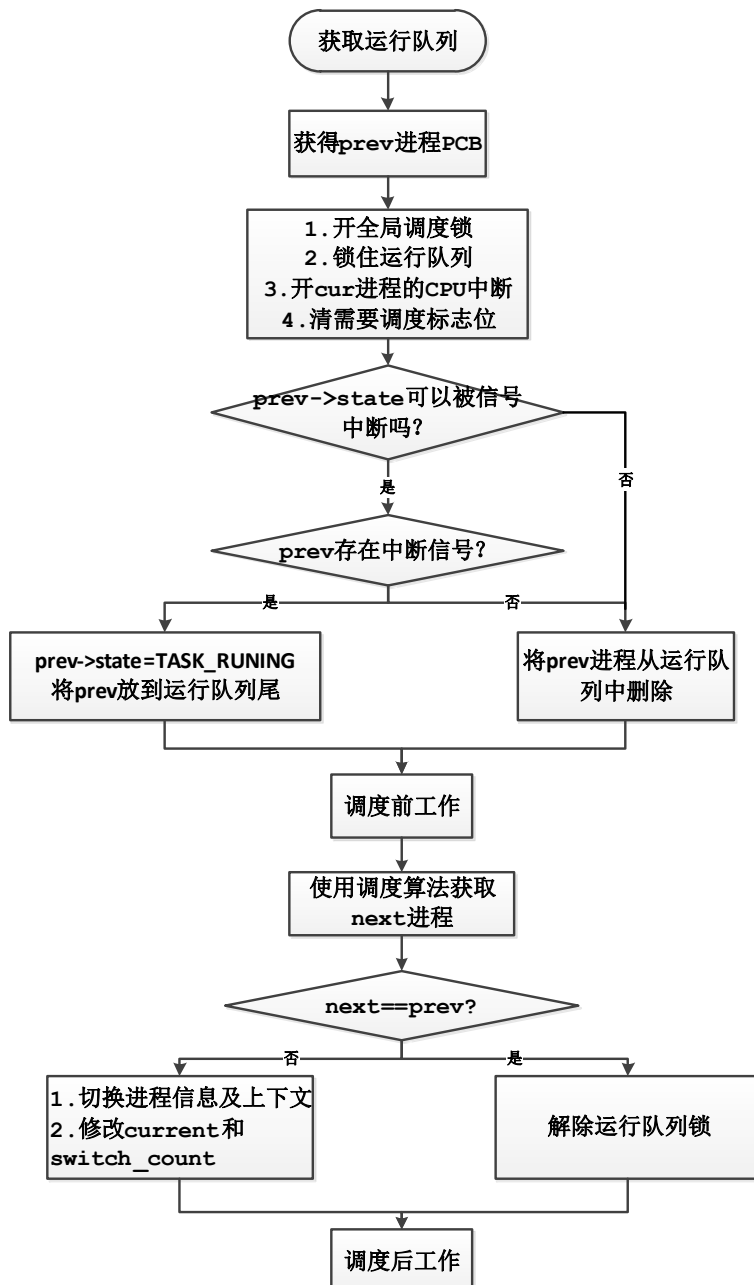 获取运行队列
获得prev进程PCB
1.开全局调度锁
2.锁住运行队列
3.开cur进程的CPU中断
4.清需要调度标志位
prev->state可以被信号
中断吗?
否
是
prev存在中断信号?
是
否
prev->state=TASK_RUNING
将prev放到运行队列尾
将prev进程从运行队
列中删除
调度前工作
使用调度算法获取
next进程
next==prev?
否
是
1.切换进程信息及上下文
2.修改current和
switch_count
解除运行队列锁
调度后工作